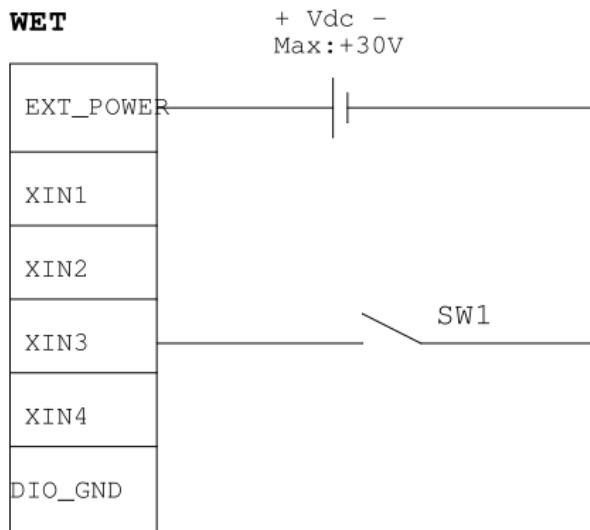 WET
+ Vdc -
Max:+30V
EXT_POWER
XIN1
XIN2
SW1
XIN3
XIN4
DIO_GND